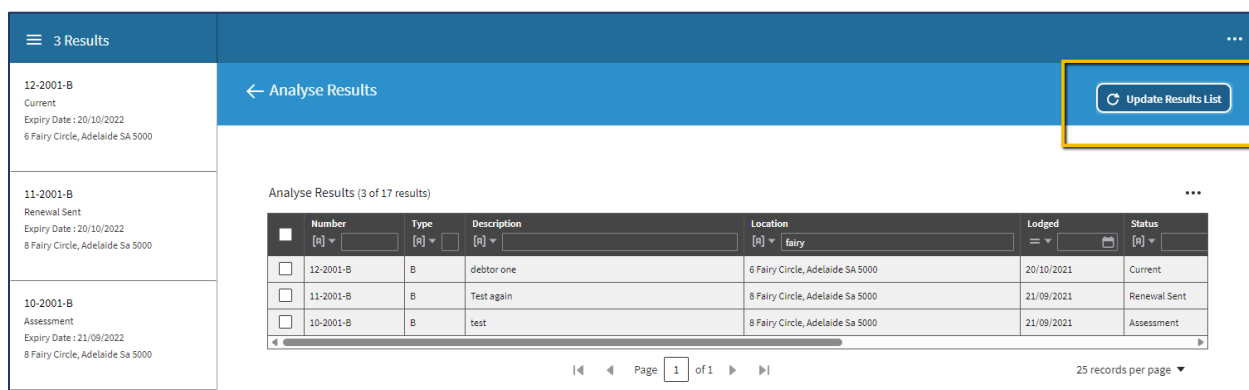 3 Results
12-2001-B
Current
Expiry Date : 20/10/2022
6 Fairy Circle, Adelaide SA 5000
11-2001-B
Renewal Sent
Expiry Date : 20/10/2022
8 Fairy Circle, Adelaide Sa 5000
10-2001-B
Assessment
Expiry Date : 21/09/2022
8 Fairy Circle, Adelaide Sa 5000
Analyse Results
Update Results List
Analyse Results (3 of 17 results)
Number Type Description Location Lodged Status
[A] [A] [A] [A] fairy = [A]
12-2001-B B debtor one 6 Fairy Circle, Adelaide SA 5000 20/10/2021 Current
11-2001-B B Test again 8 Fairy Circle, Adelaide Sa 5000 21/09/2021 Renewal Sent
10-2001-B B test 8 Fairy Circle, Adelaide Sa 5000 21/09/2021 Assessment
Page 1 of 1
25 records per page